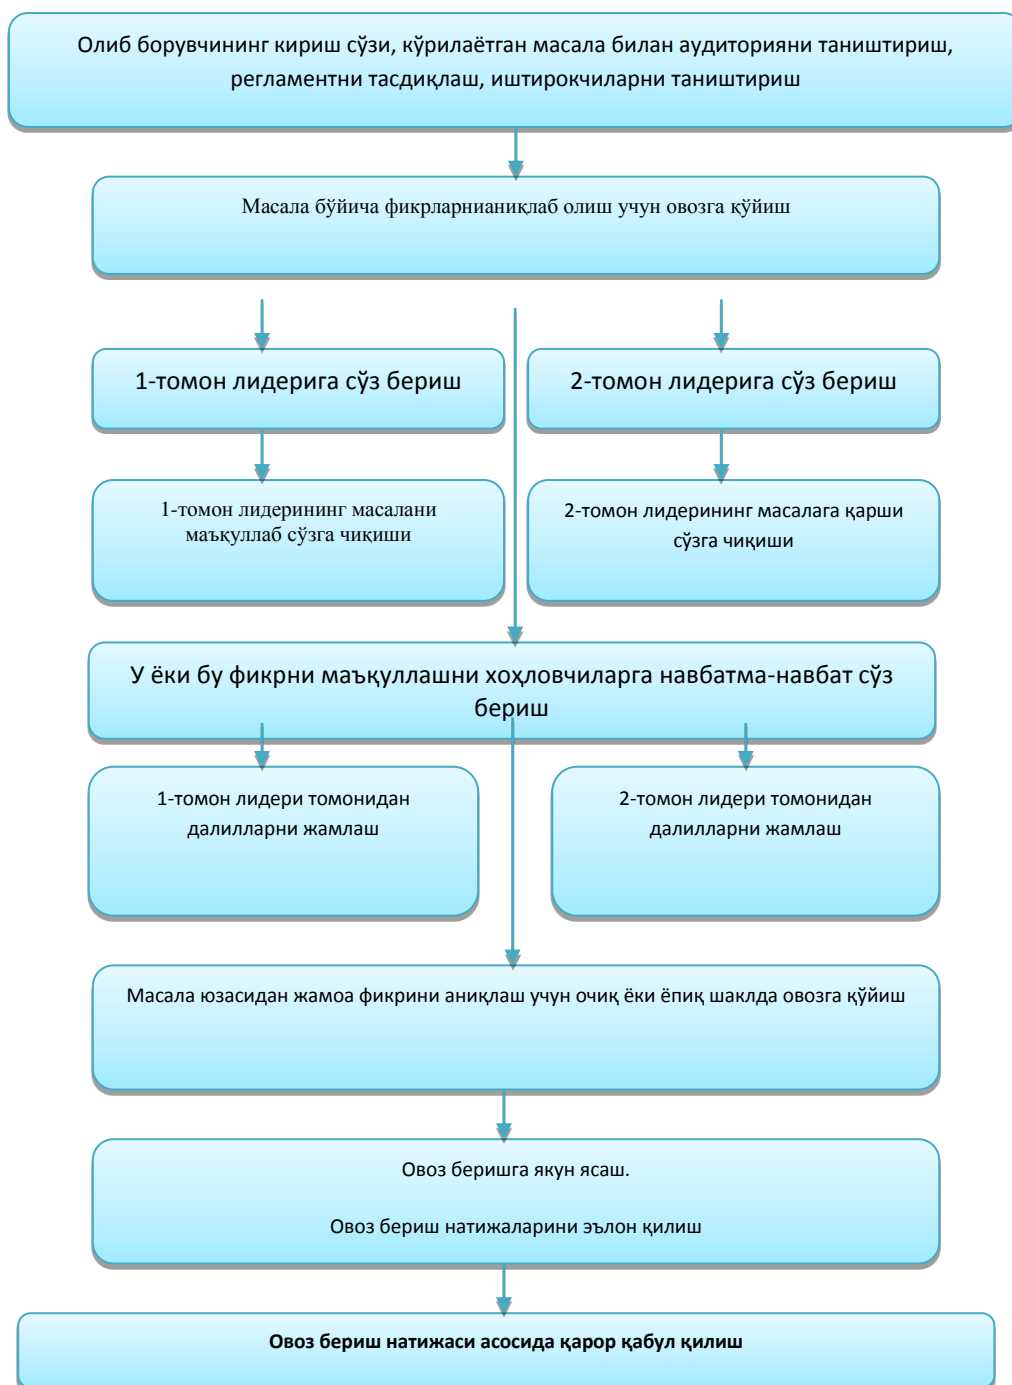 Олиб борувчининг кириш сўзи, кўрилаётган масала билан аудиторияни таништириш,
регламентни тасдиқлаш, иштирокчиларни таништириш
Масала бўйича фикрларнианиқлаб олиш учун овозга қўйиш
1-томон лидерига сўз бериш
2-томон лидерига сўз бериш
1-томон лидерининг масалани
маъқуллаб сўзга чиқиши
2-томон лидерининг масалага қарши
сўзга чиқиши
У ёки бу фикрни маъқуллашни хоҳловчиларга навбатма-навбат сўз
бериш
1-томон лидери томонидан
далилларни жамлаш
2-томон лидери томонидан
далилларни жамлаш
Масала юзасидан жамоа фикрини аниқлаш учун очиқ ёки ёпиқ шаклда овозга қўйиш
Овоз беришга якун ясаш.
Овоз бериш натижаларини эълон қилиш
Овоз бериш натижаси асосида қарор қабул қилиш